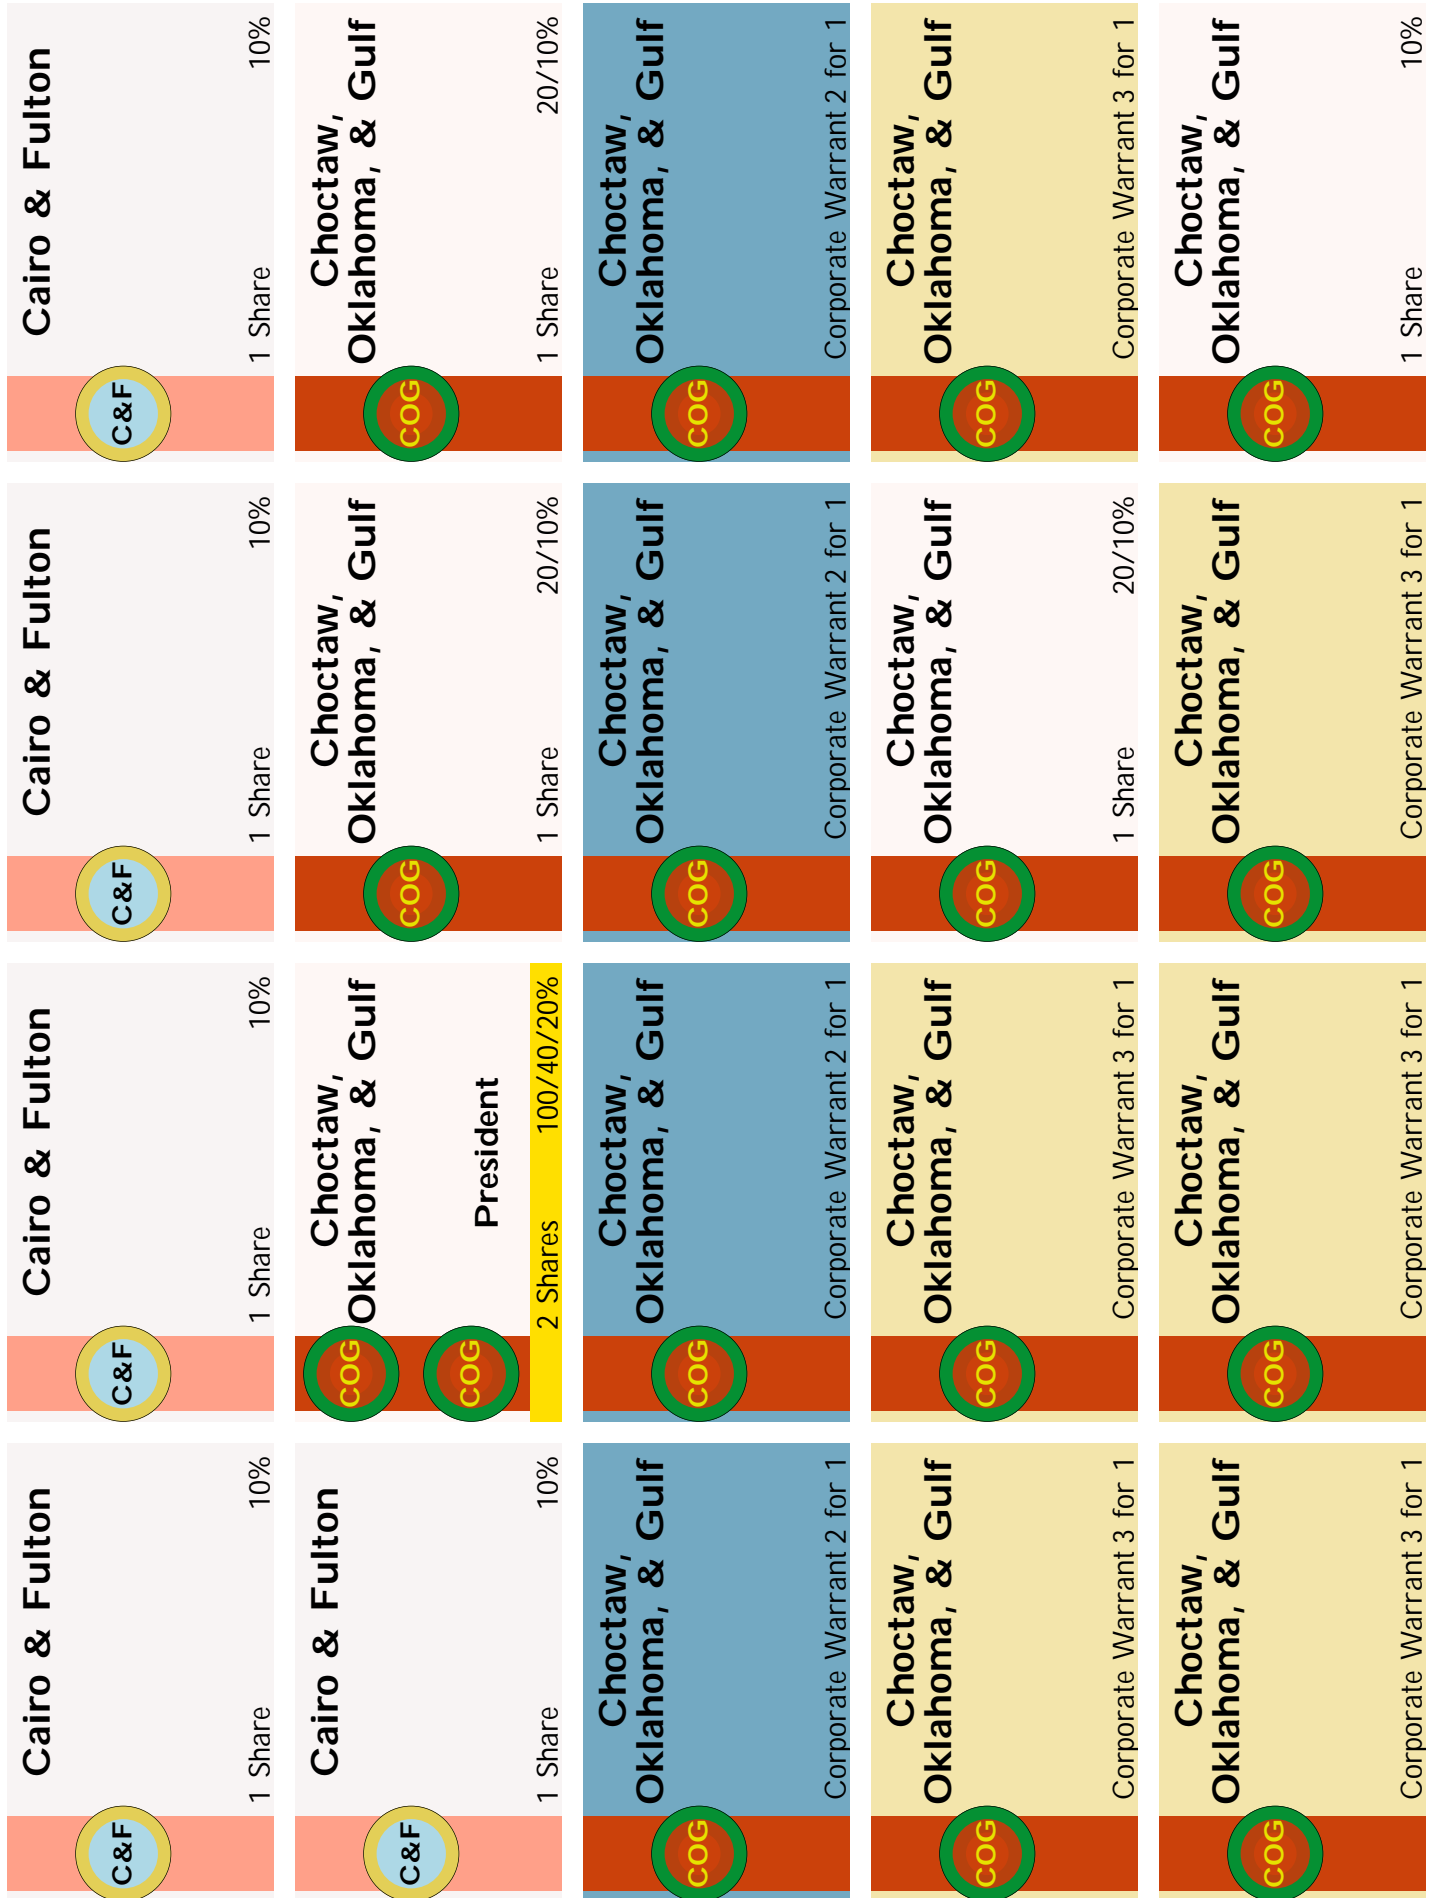 Cairo & Fulton
C&F
1 Share 10%
Cairo & Fulton
C&F
1 Share 10%
Cairo & Fulton
C&F
1 Share 10%
Cairo & Fulton
C&F
1 Share 10%
Cairo & Fulton
C&F
1 Share 10%
Choctaw,
Oklahoma, & Gulf
COG
COG
President
2 Shares 100/40/20%
Choctaw,
Oklahoma, & Gulf
COG
1 Share 20/10%
Choctaw,
Oklahoma, & Gulf
COG
1 Share 20/10%
Choctaw,
Oklahoma, & Gulf
COG
Corporate Warrant 2 for 1
Choctaw,
Oklahoma, & Gulf
COG
Corporate Warrant 2 for 1
Choctaw,
Oklahoma, & Gulf
COG
Corporate Warrant 2 for 1
Choctaw,
Oklahoma, & Gulf
COG
Corporate Warrant 2 for 1
Choctaw,
Oklahoma, & Gulf
COG
Corporate Warrant 3 for 1
Choctaw,
Oklahoma, & Gulf
COG
Corporate Warrant 3 for 1
Choctaw,
Oklahoma, & Gulf
COG
1 Share 20/10%
Choctaw,
Oklahoma, & Gulf
COG
Corporate Warrant 3 for 1
Choctaw,
Oklahoma, & Gulf
COG
Corporate Warrant 3 for 1
Choctaw,
Oklahoma, & Gulf
COG
Corporate Warrant 3 for 1
Choctaw,
Oklahoma, & Gulf
COG
Corporate Warrant 3 for 1
Choctaw,
Oklahoma, & Gulf
COG
1 Share 10%